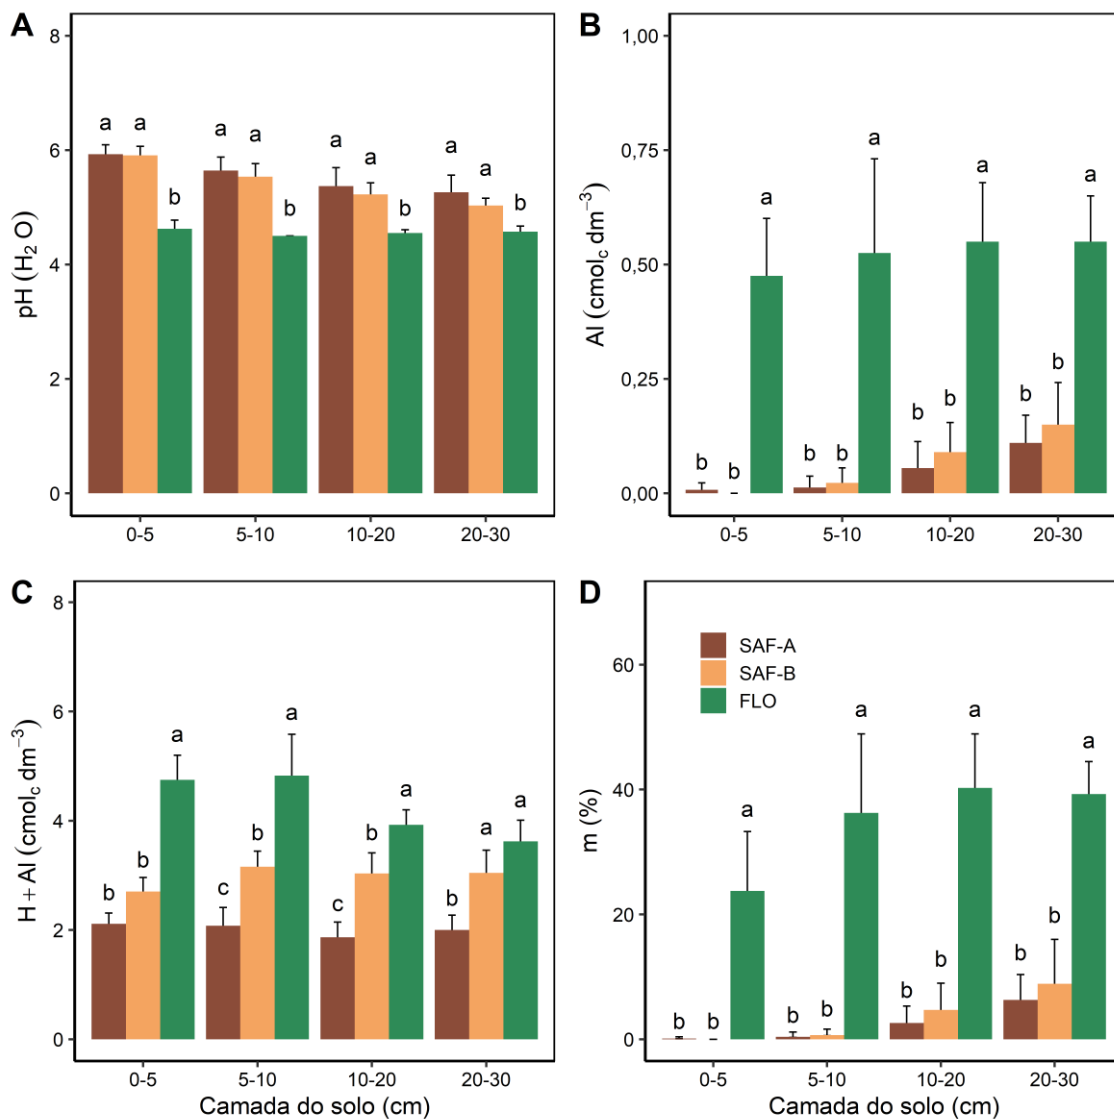 A
8
6
4
2
0
pH (H₂ O)
a a b
a a b
a a b
a a b
0-5 5-10 10-20 20-30
B
1,00
0,75
0,50
0,25
0,00
Al (cmolc dm⁻³)
b b a
b b a
b b a
b b a
0-5 5-10 10-20 20-30
C
8
6
4
2
0
H + Al (cmolc dm⁻³)
b b a
c b a
c b a
b a a
0-5 5-10 10-20 20-30
Camada do solo (cm)
D
60
40
20
0
m (%)
SAF-A
SAF-B
FLO
b b a
b b a
b b a
b b a
0-5 5-10 10-20 20-30
Camada do solo (cm)